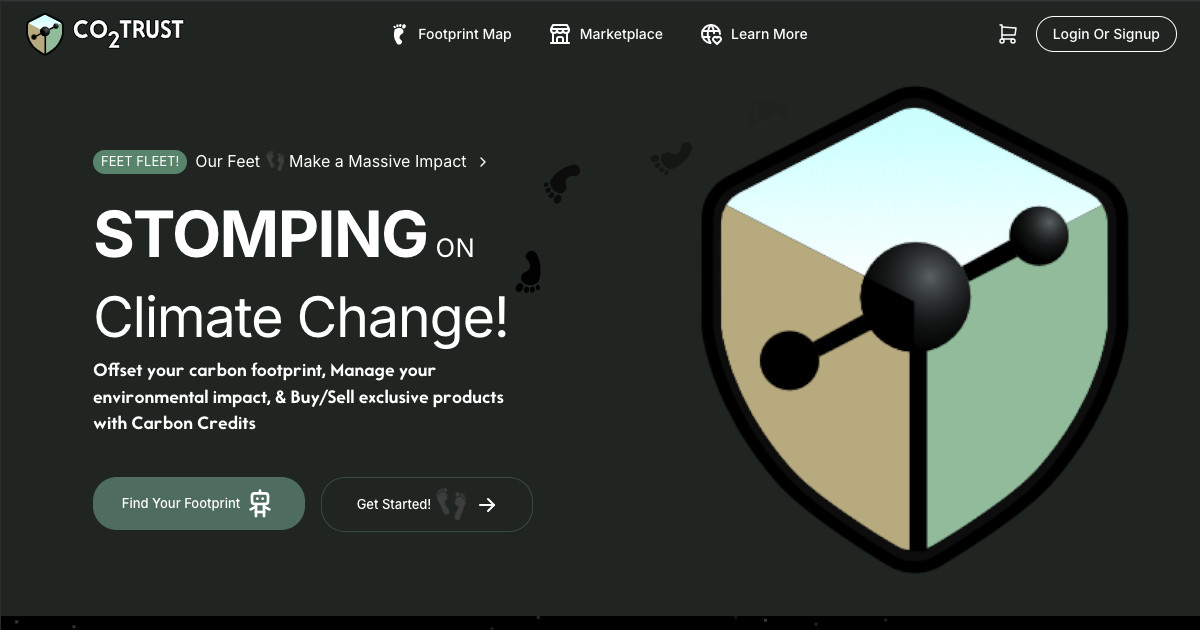 CO2TRUST
Footprint Map
Marketplace
Learn More
Login Or Signup
FEET FLEET! Our Feet 👣 Make a Massive Impact
STOMPING ON
Climate Change!
Offset your carbon footprint, Manage your
environmental impact, & Buy/Sell exclusive products
with Carbon Credits
Find Your Footprint
Get Started! 👣